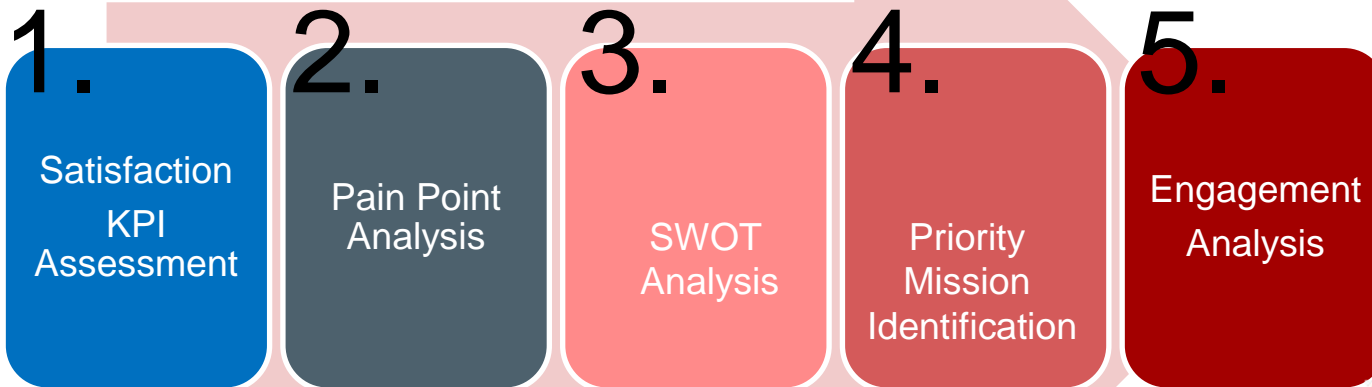 1.
Satisfaction
KPI
Assessment
2.
Pain Point
Analysis
3.
SWOT
Analysis
4.
Priority
Mission
Identification
5.
Engagement
Analysis